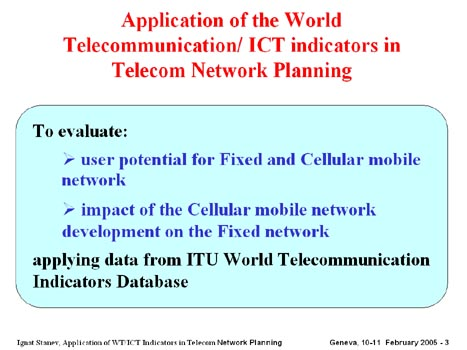 Application of the World
Telecommunication/ ICT indicators in
Telecom Network Planning
To evaluate:
➢ user potential for Fixed and Cellular mobile
network
➢ impact of the Cellular mobile network
development on the Fixed network
applying data from ITU World Telecommunication
Indicators Database
Ignat Stanev, Application of WT/ICT Indicators in Telecom Network Planning
Geneva, 10-11 February 2005 - 3